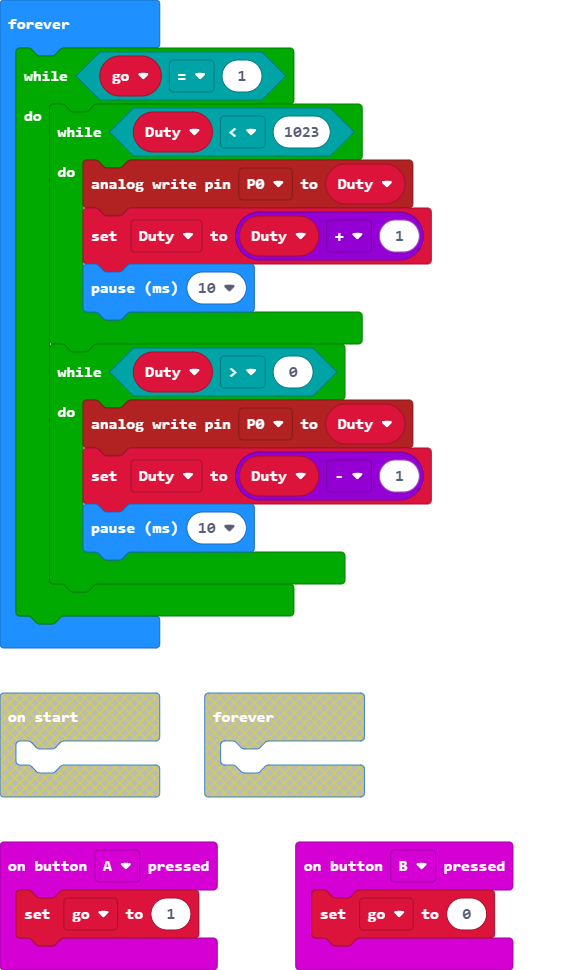 forever
while go = 1
do
while Duty < 1023
do
analog write pin P0 to Duty
set Duty to Duty + 1
pause (ms) 10
while Duty > 0
do
analog write pin P0 to Duty
set Duty to Duty - 1
pause (ms) 10
on start
forever
on button A pressed
set go to 1
on button B pressed
set go to 0